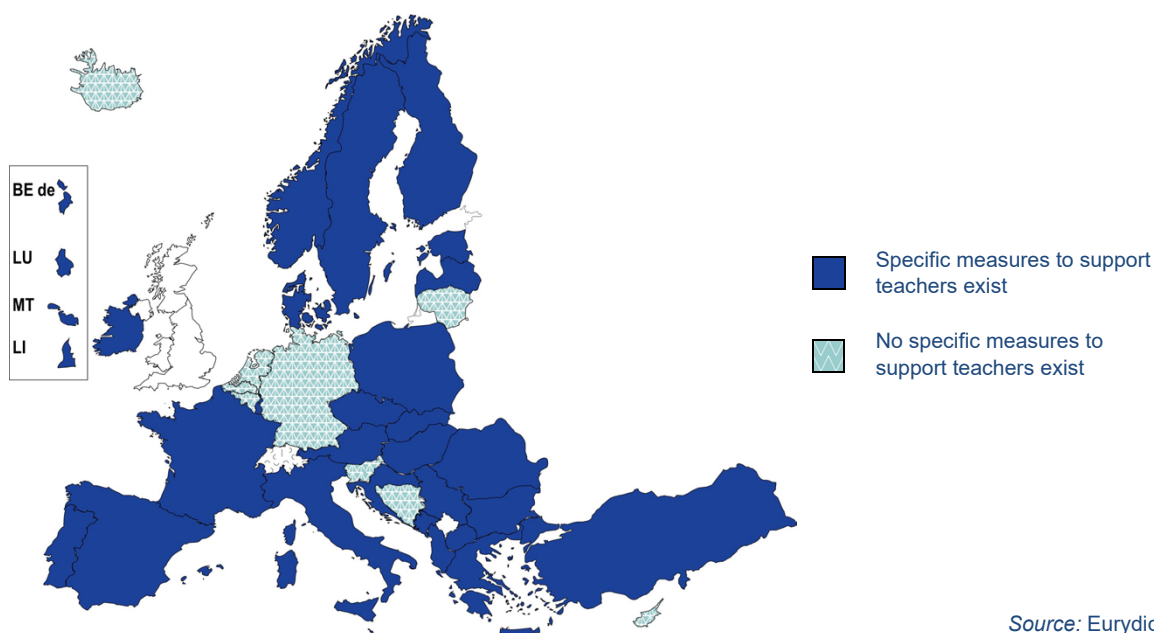 BE de
LU
MT
LI
Specific measures to support
teachers exist
No specific measures to
support teachers exist
Source: Eurydic